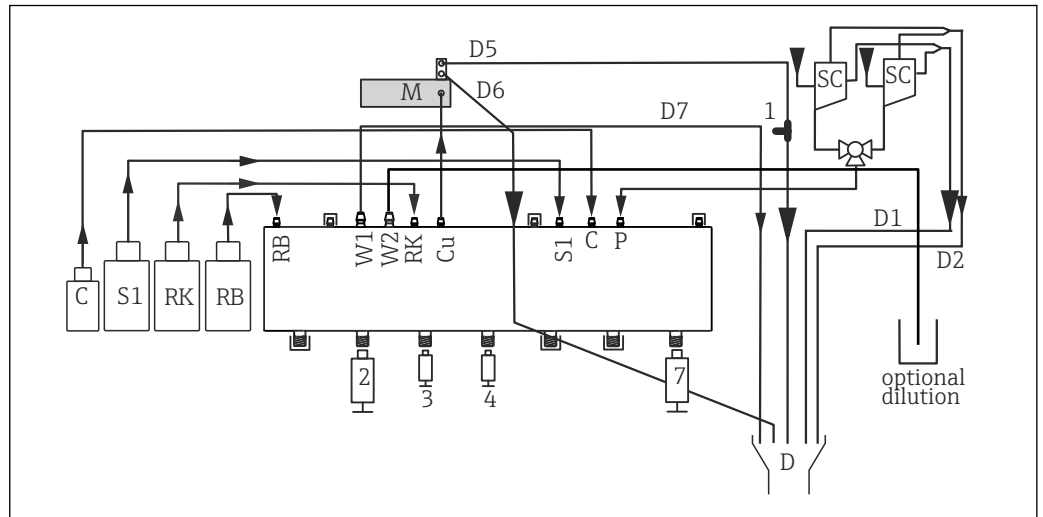 D5
SC
SC
M
D6
1
D7
D1
D2
RB
W1
W2
RK
Cu
S1
C
P
C
S1
RK
RB
2
3
4
7
optional
dilution
D